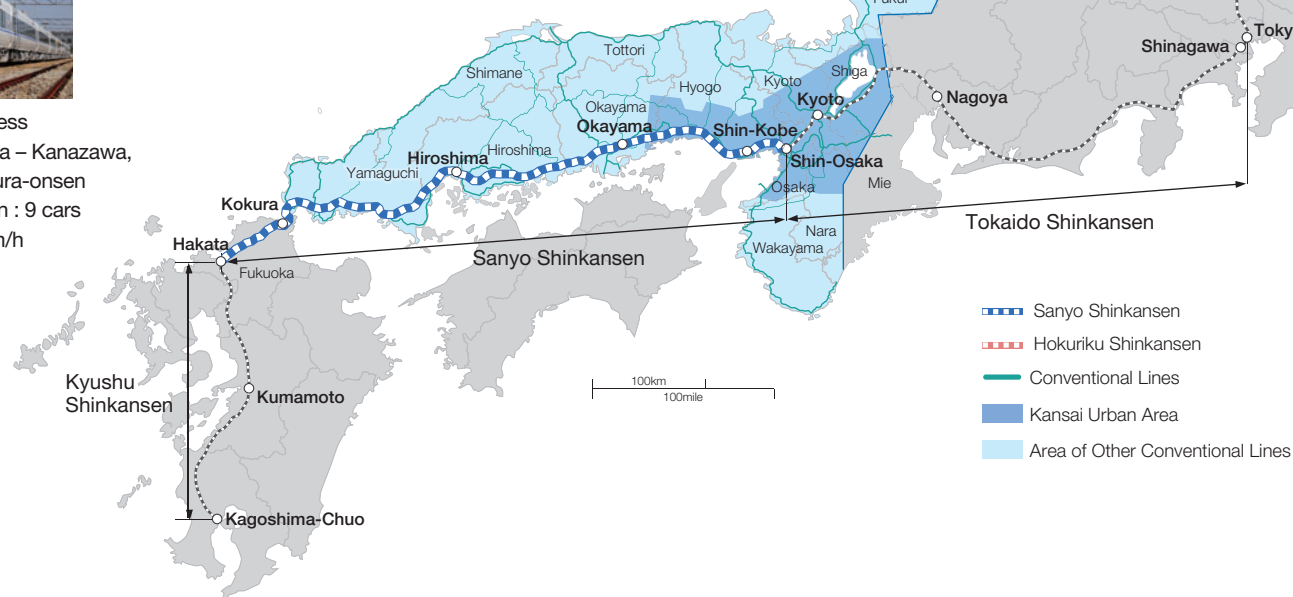 ess
a – Kanazawa,
ura-onsen
n : 9 cars
n/h
Fukui
Toky
Shinagawa
Tottori
Shimane
Hyogo
Kyoto
Shiga
Kyoto
Nagoya
Okayama
Okayama
Shin-Kobe
Hiroshima
Hiroshima
Yamaguchi
Shin-Osaka
Osaka
Mie
Kokura
Nara
Wakayama
Tokaido Shinkansen
Hakata
Fukuoka
Sanyo Shinkansen
Kyushu
Shinkansen
Kumamoto
Kagoshima-Chuo
100km
100mile
Sanyo Shinkansen
Hokuriku Shinkansen
Conventional Lines
Kansai Urban Area
Area of Other Conventional Lines